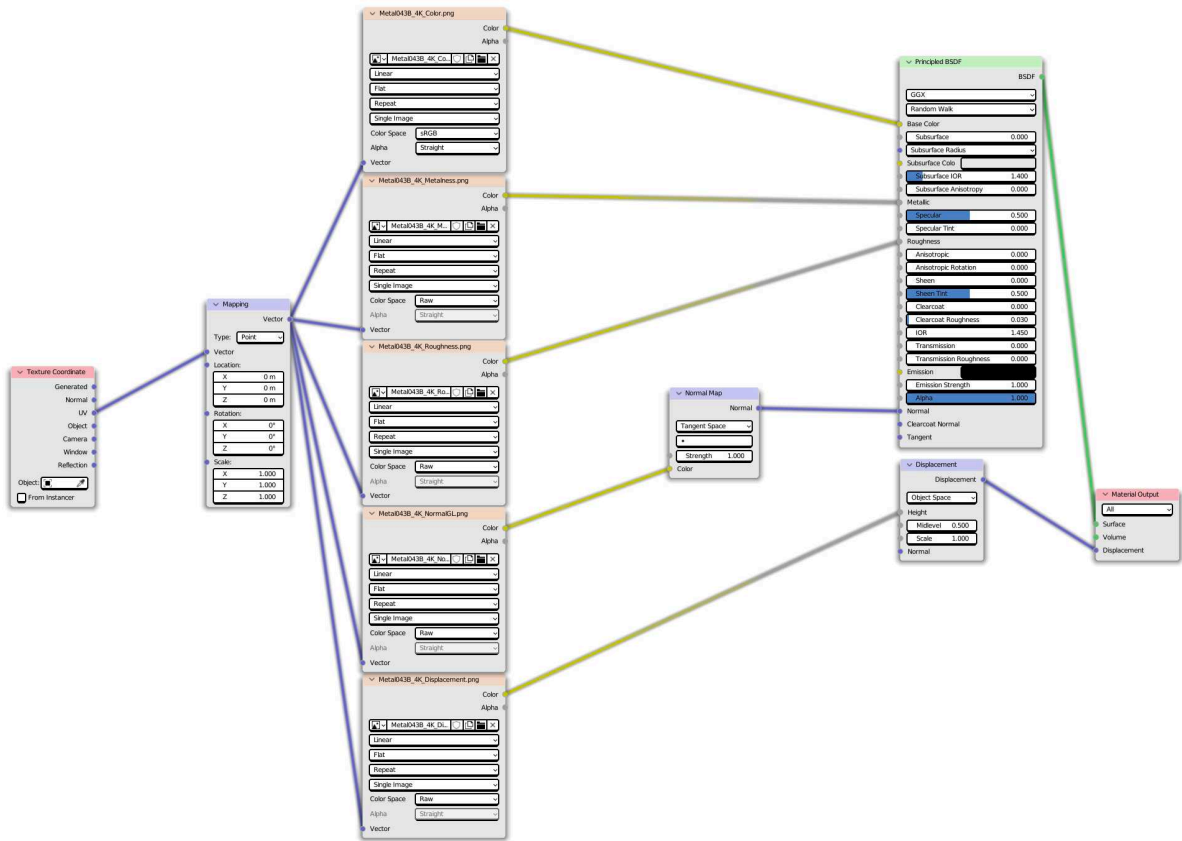 Texture Coordinate
Generated
Normal
UV
Object
Camera
Window
Reflection
Object:
From Instancer
Mapping
Vector
Type: Point
Vector
Location:
X 0 m
Y 0 m
Z 0 m
Rotation:
X 0°
Y 0°
Z 0°
Scale:
X 1.000
Y 1.000
Z 1.000
Metal043B_4K_Color.png
Color
Alpha
Metal043B_4K_Co...
Linear
Flat
Repeat
Single Image
Color Space sRGB
Alpha Straight
Vector
Metal043B_4K_Metalness.png
Color
Alpha
Metal043B_4K_M...
Linear
Flat
Repeat
Single Image
Color Space Raw
Alpha Straight
Vector
Metal043B_4K_Roughness.png
Color
Alpha
Metal043B_4K_Ro...
Linear
Flat
Repeat
Single Image
Color Space Raw
Alpha Straight
Vector
Metal043B_4K_NormalGL.png
Color
Alpha
Metal043B_4K_No...
Linear
Flat
Repeat
Single Image
Color Space Raw
Alpha Straight
Vector
Metal043B_4K_Displacement.png
Color
Alpha
Metal043B_4K_Di...
Linear
Flat
Repeat
Single Image
Color Space Raw
Alpha Straight
Vector
Normal Map
Normal
Tangent Space
Strength 1.000
Color
Principled BSDF
BSDF
GGX
Random Walk
Base Color
Subsurface 0.000
Subsurface Radius
Subsurface Colo
Subsurface IOR 1.400
Subsurface Anisotropy 0.000
Metallic
Specular 0.500
Specular Tint 0.000
Roughness
Anisotropic 0.000
Anisotropic Rotation 0.000
Sheen 0.000
Sheen Tint 0.500
Clearcoat 0.000
Clearcoat Roughness 0.030
IOR 1.450
Transmission 0.000
Transmission Roughness 0.000
Emission
Emission Strength 1.000
Alpha 1.000
Normal
Clearcoat Normal
Tangent
Displacement
Displacement
Object Space
Height
Midlevel 0.500
Scale 1.000
Normal
Material Output
All
Surface
Volume
Displacement